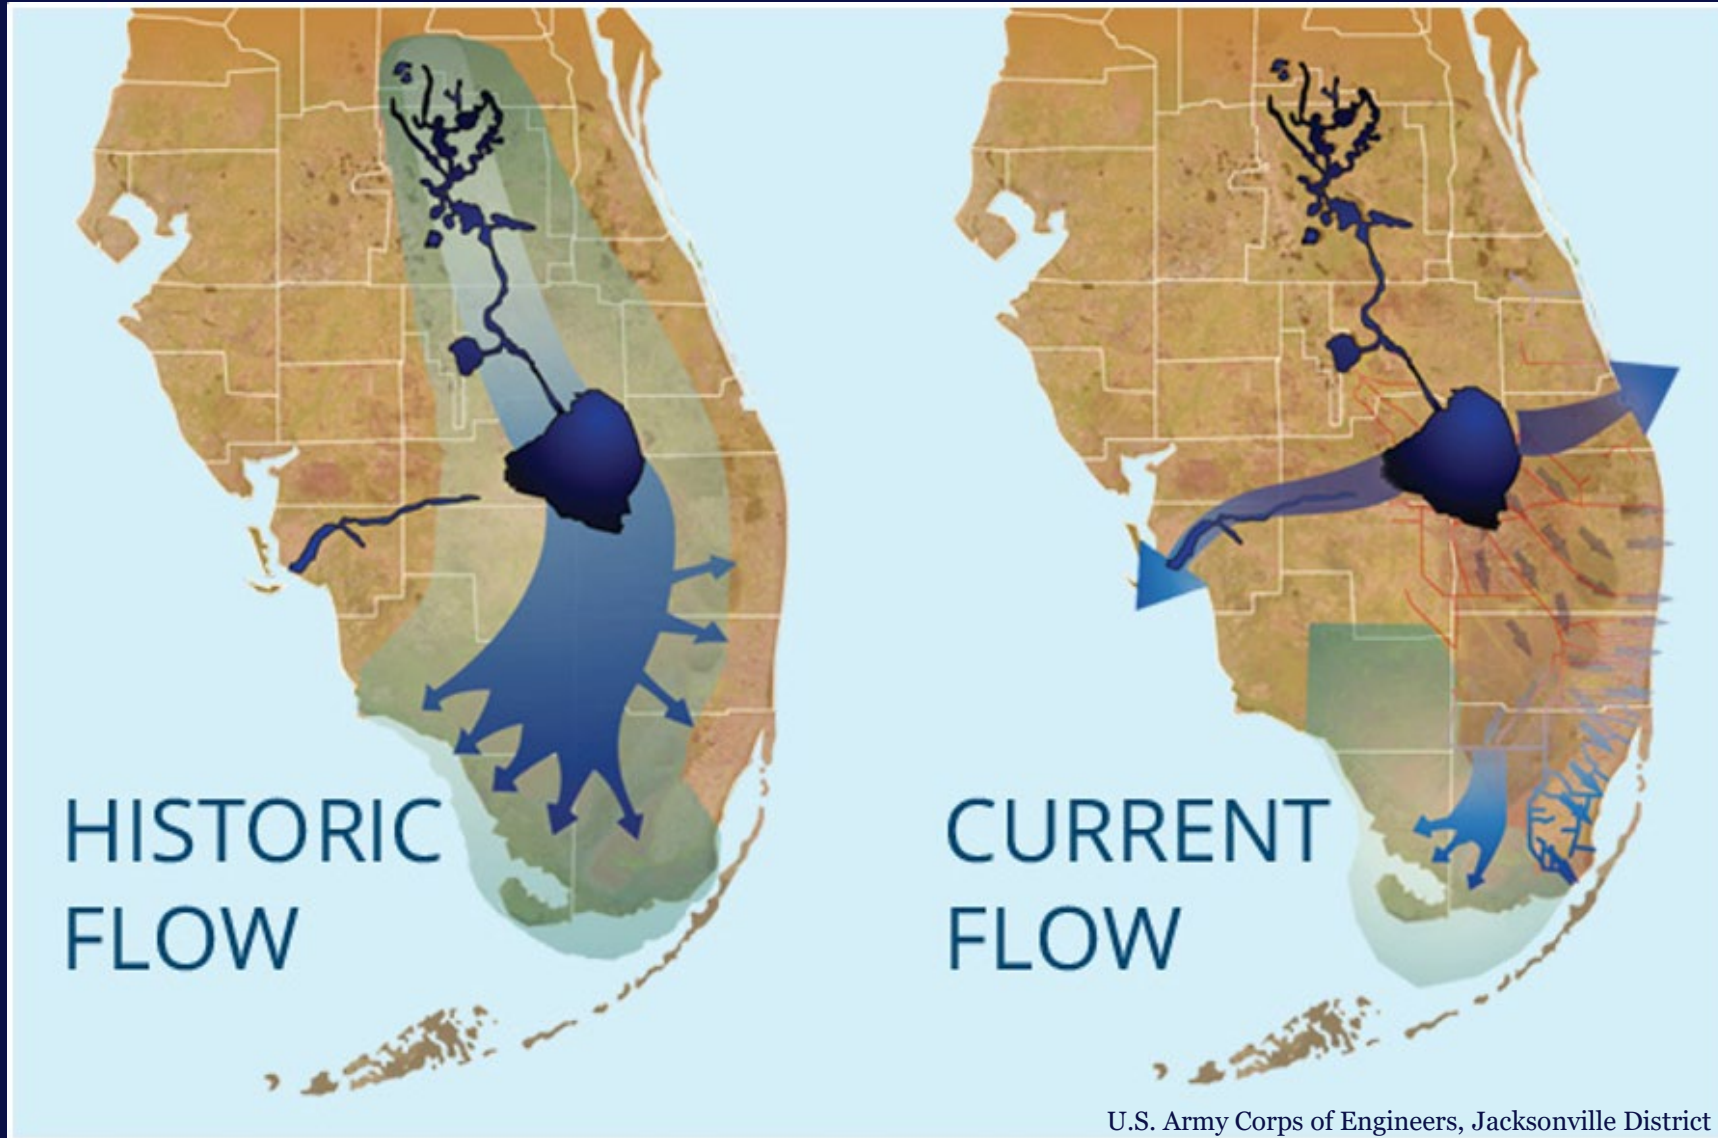 HISTORIC
FLOW
CURRENT
FLOW
U.S. Army Corps of Engineers, Jacksonville District